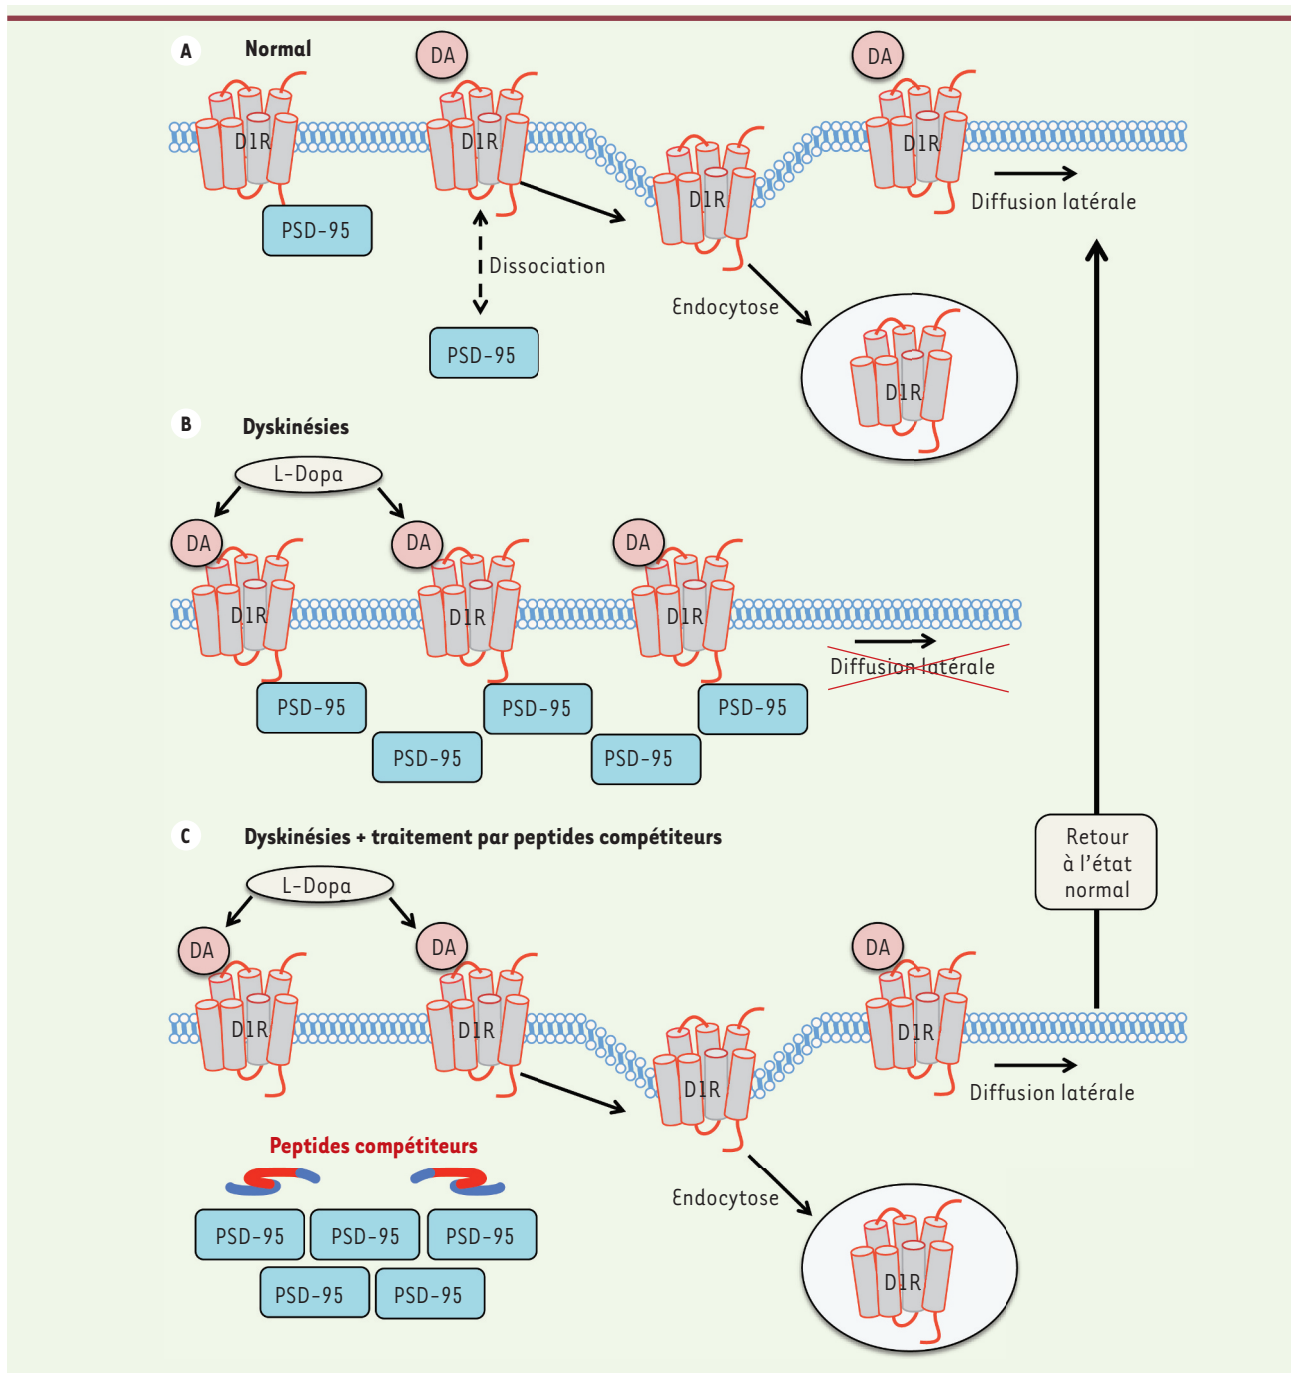 A Normal
DA
DA
D1R
D1R
D1R
D1R
Diffusion latérale
PSD-95
Dissociation
Endocytose
PSD-95
D1R
B Dyskinésies
L-Dopa
DA
DA
DA
D1R
D1R
D1R
Diffusion latérale
PSD-95
PSD-95
PSD-95
PSD-95
PSD-95
C Dyskinésies + traitement par peptides compétiteurs
Retour
à l'état
normal
L-Dopa
DA
DA
DA
D1R
D1R
D1R
D1R
Diffusion latérale
Peptides compétiteurs
Endocytose
PSD-95
PSD-95
PSD-95
PSD-95
PSD-95
D1R